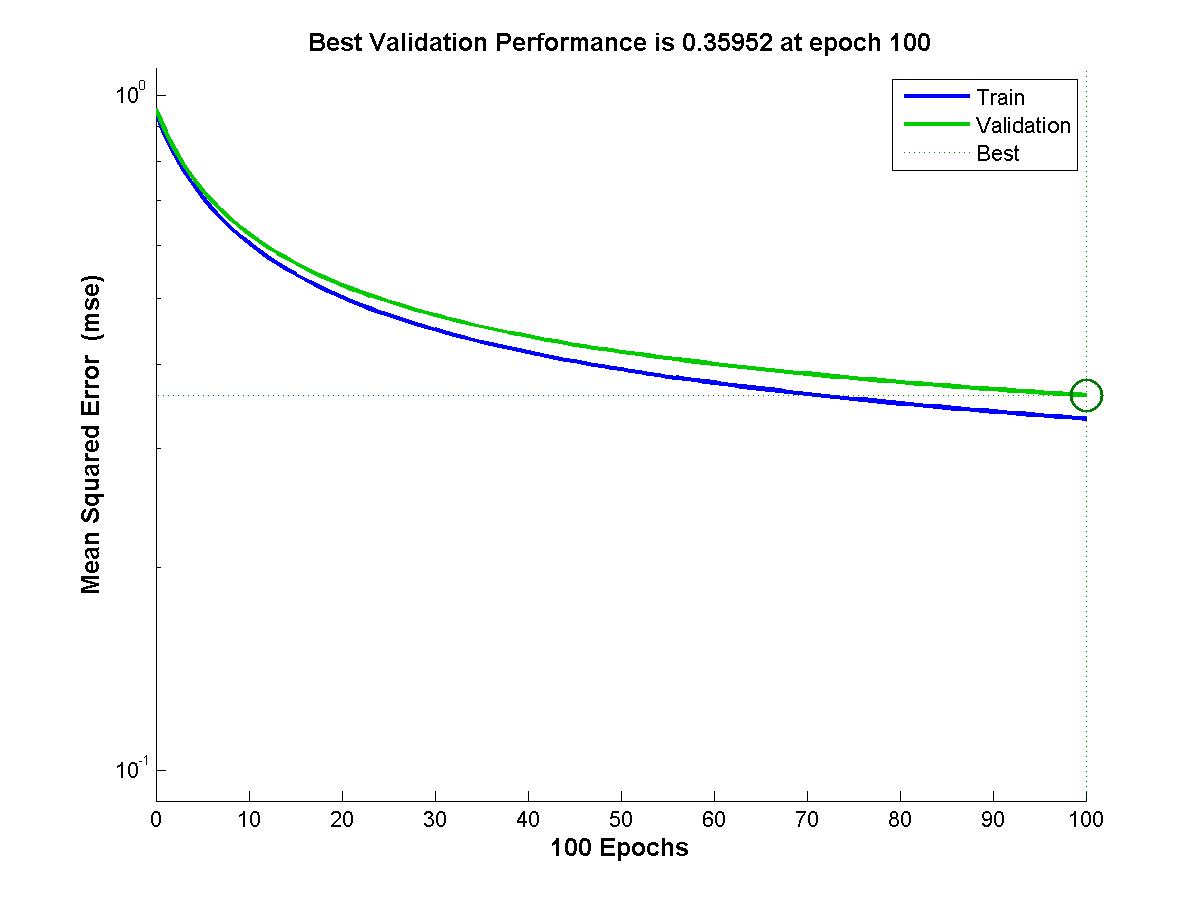 Best Validation Performance is 0.35952 at epoch 100
10^0
Train
Validation
Best
Mean Squared Error (mse)
10^-1
0 10 20 30 40 50 60 70 80 90 100
100 Epochs